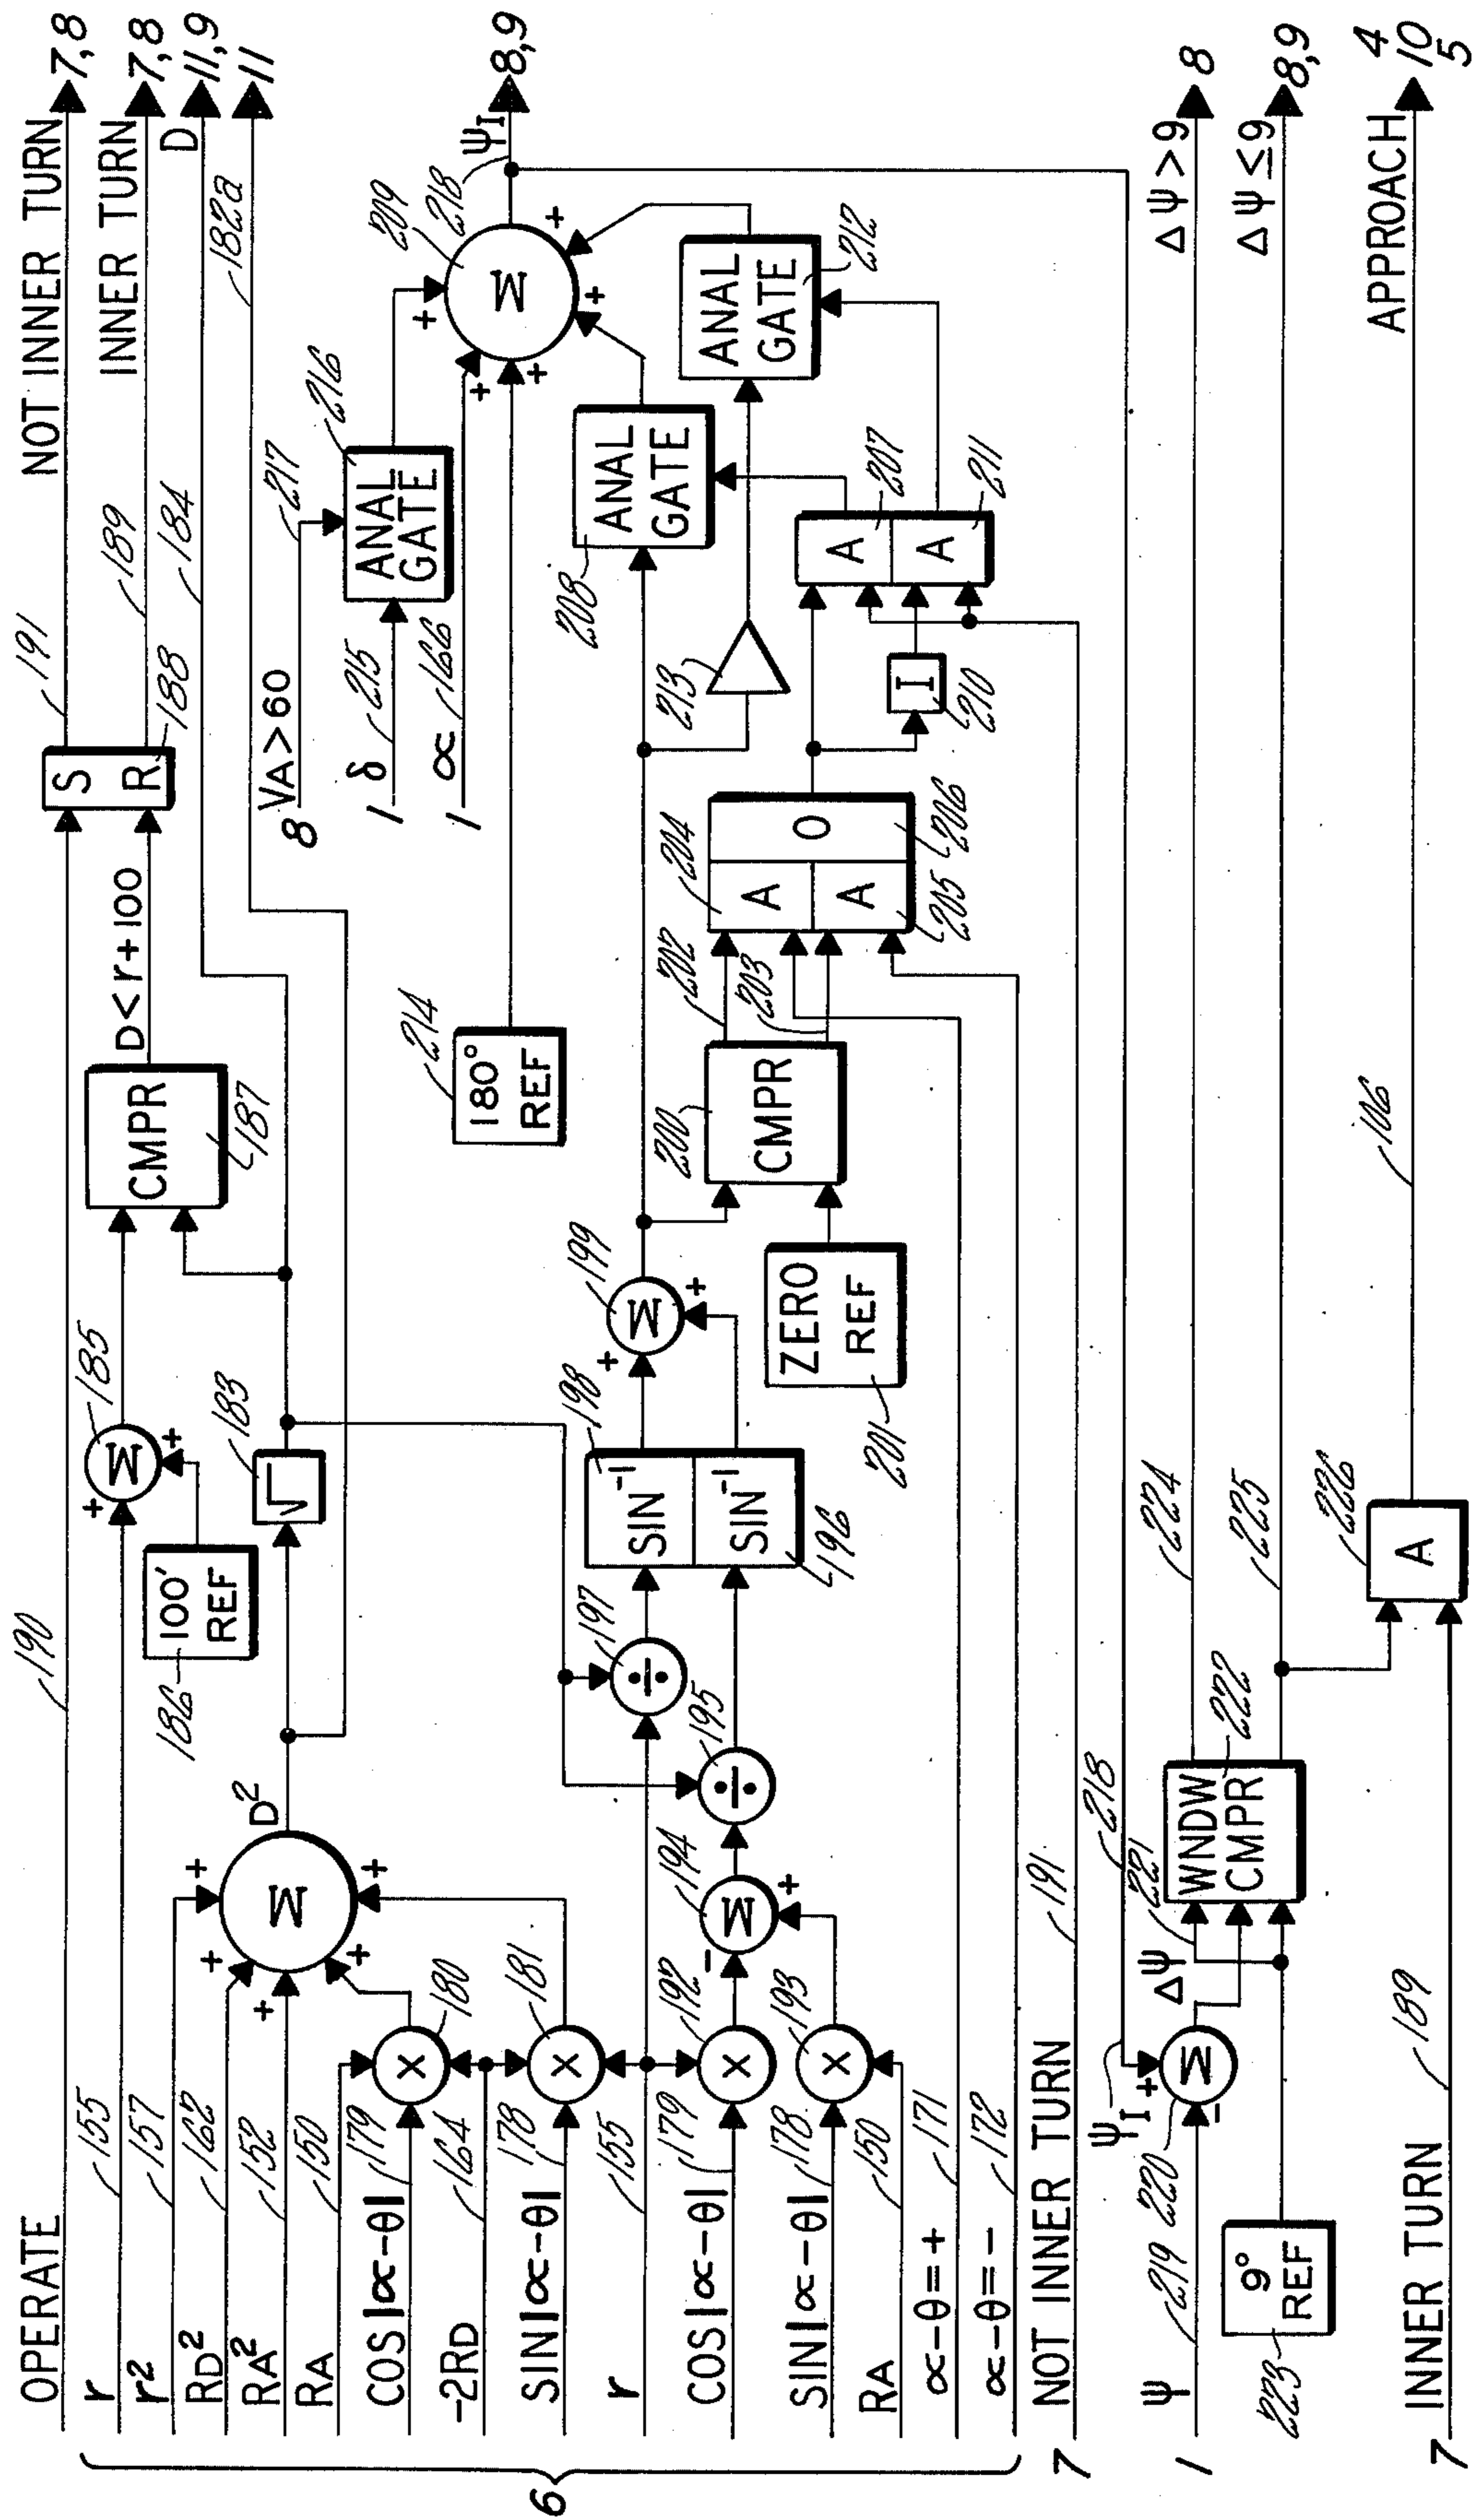 OPERATE
190
191
NOT INNER TURN
7,8
r
155
r²
157
RD²
162
RA²
152
RA
150
COS|∝-θ|
179
-2RD
164
SIN|∝-θ|
178
r
155
COS|∝-θ|
179
SIN|∝-θ|
178
RA
150
∝-θ=+
171
∝-θ=-
172
6
7 NOT INNER TURN
191
+
+
Σ
185
100'
REF
186
CMPR
187
D<r+100
S
R
188
189
INNER TURN
7,8
+
+
+
+
+
Σ
D²
√
183
184
D
11,9
182a
11
X
180
X
181
X
192
X
193
-
+
Σ
194
÷
195
÷
197
SIN⁻¹
198
SIN⁻¹
196
+
+
Σ
199
ZERO
REF
201
CMPR
200
202
203
A
204
A
205
O
206
I
210
A
207
A
211
213
ANAL
GATE
208
ANAL
GATE
212
180°
REF
214
8 VA>60
217
1 δ
215
1 ∝
166
ANAL
GATE
216
+
+
+
+
+
Σ
209
218
ΨI
8,9
1 Ψ
219
220
ΨI
+
-
Σ
ΔΨ
221
218
9°
REF
223
WNDW
CMPR
222
224
ΔΨ>9
8
225
ΔΨ≤9
8,9
7 INNER TURN
189
A
226
106
APPROACH
4
10
5